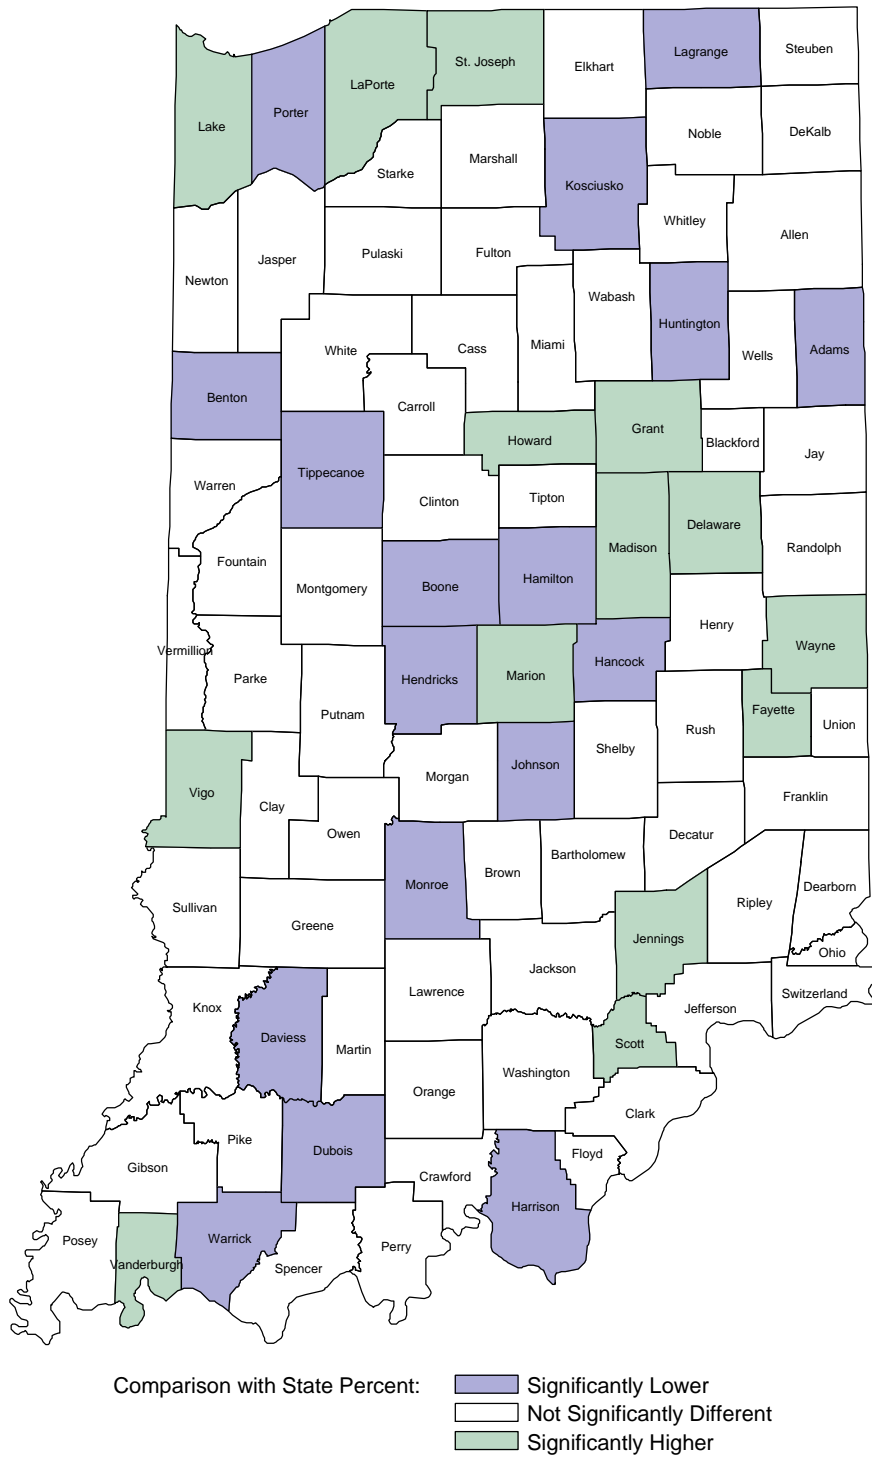 Steuben
Lagrange
St. Joseph
Elkhart
LaPorte
Porter
Lake
Noble
DeKalb
Marshall
Starke
Kosciusko
Whitley
Allen
Pulaski
Fulton
Jasper
Newton
Wabash
Huntington
Miami
White
Cass
Wells
Adams
Benton
Carroll
Grant
Howard
Blackford
Jay
Tippecanoe
Warren
Clinton
Tipton
Delaware
Madison
Randolph
Fountain
Montgomery
Boone
Hamilton
Henry
Wayne
Vermillion
Parke
Hendricks
Marion
Hancock
Fayette
Putnam
Rush
Union
Shelby
Johnson
Morgan
Vigo
Clay
Franklin
Owen
Decatur
Bartholomew
Brown
Monroe
Dearborn
Ripley
Sullivan
Greene
Jennings
Ohio
Jackson
Lawrence
Switzerland
Knox
Jefferson
Daviess
Scott
Martin
Washington
Orange
Clark
Pike
Dubois
Floyd
Gibson
Crawford
Harrison
Posey
Warrick
Perry
Vanderburgh
Spencer
Comparison with State Percent:
Significantly Lower
Not Significantly Different
Significantly Higher